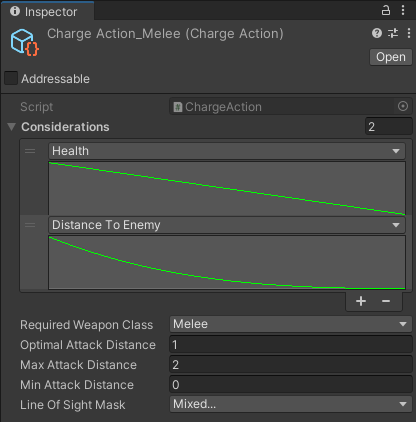 Inspector
Charge Action_Melee (Charge Action)
Open
Addressable
Script ChargeAction
Considerations 2
Health
Distance To Enemy
Required Weapon Class Melee
Optimal Attack Distance 1
Max Attack Distance 2
Min Attack Distance 0
Line Of Sight Mask Mixed...